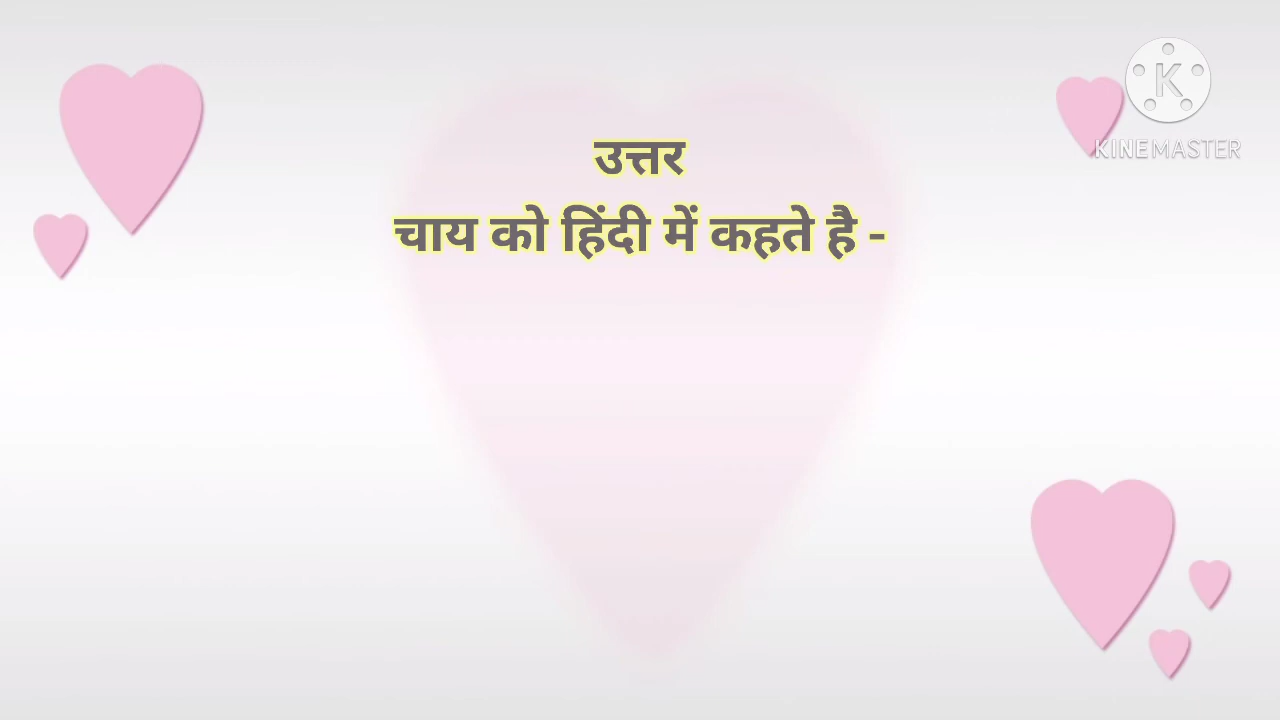 उत्तर
चाय को हिंदी में कहते है -
K
KINEMASTER